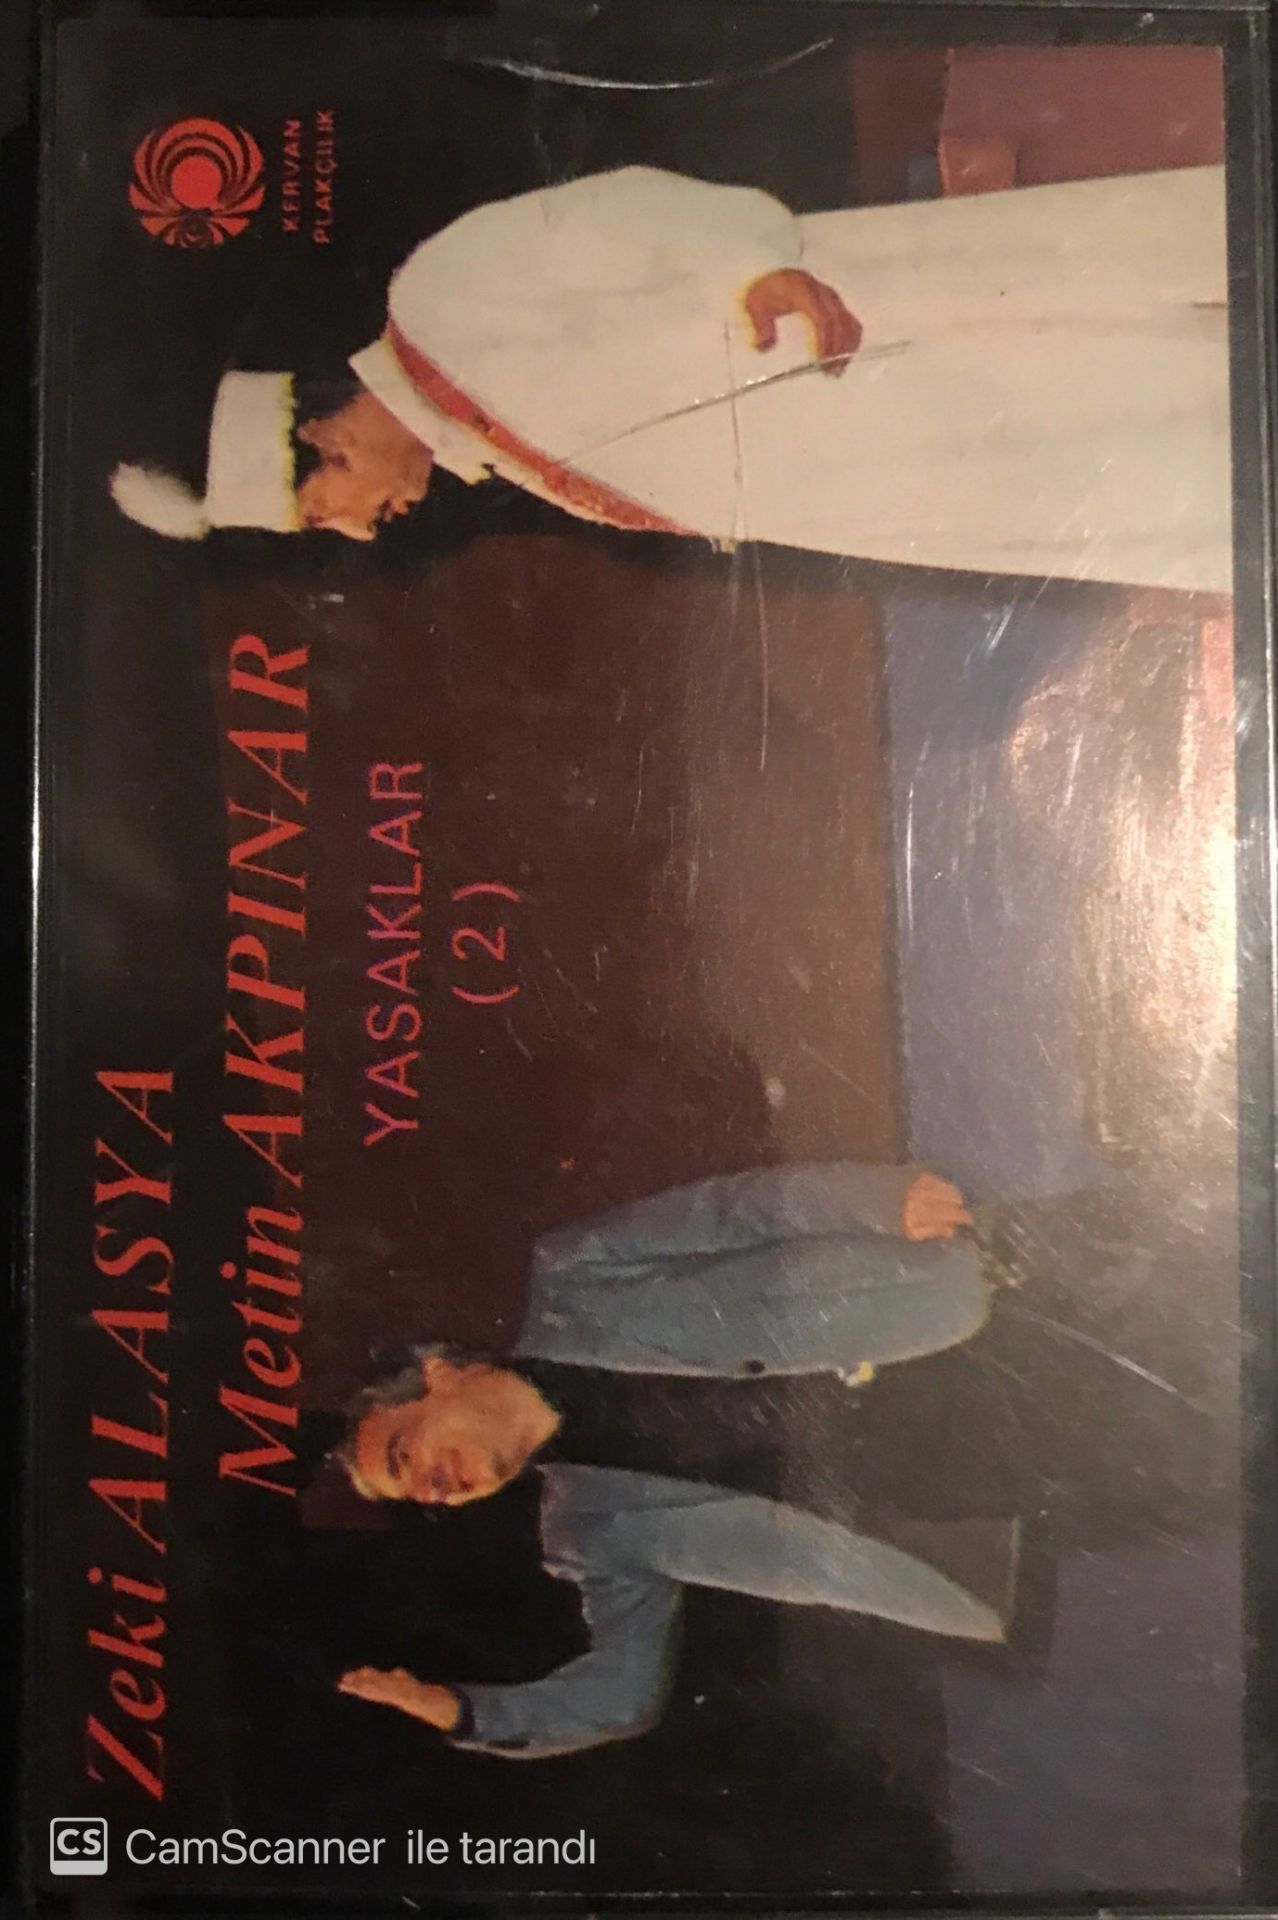 Zeki ALASYA
Metin AKPINAR
YASAKLAR
(2)
KERVAN
PLAKÇILIK
CS CamScanner ile tarandı